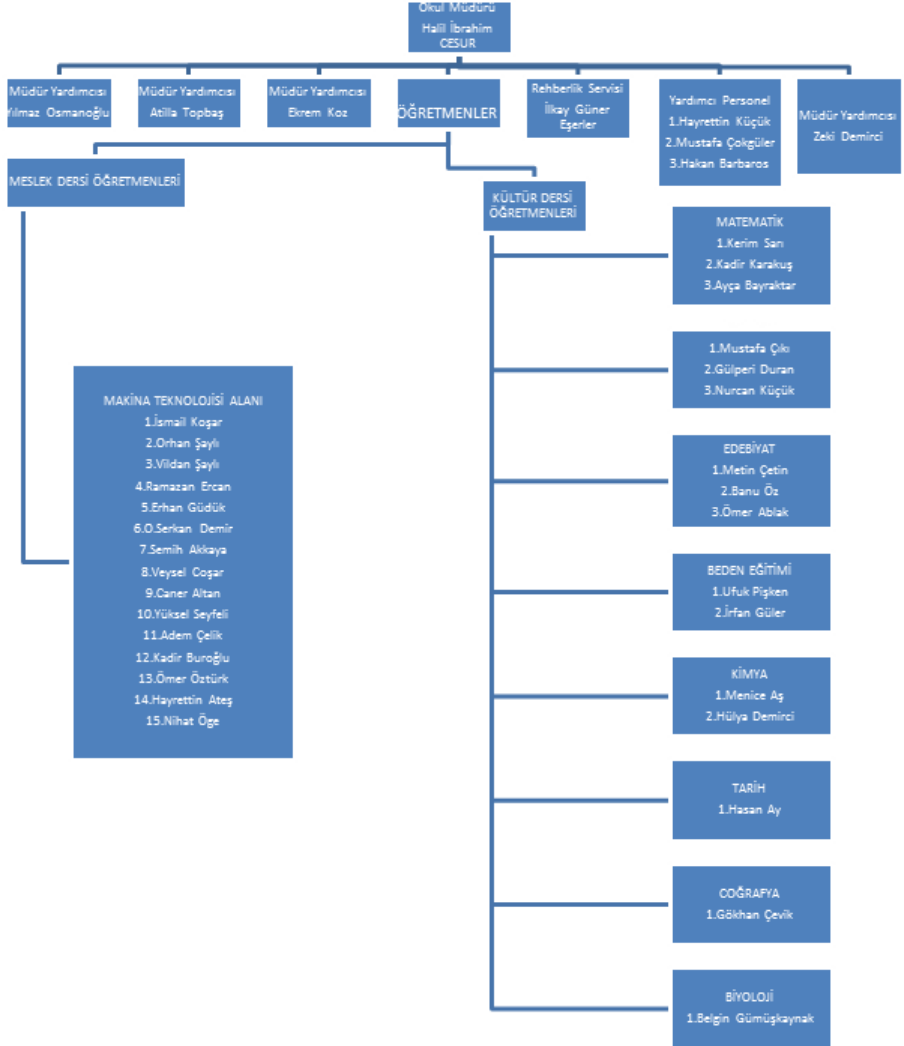 Okul Müdürü
Halil İbrahim
CESUR
Müdür Yardımcısı
Yılmaz Osmanoğlu
Müdür Yardımcısı
Atilla Topbaş
Müdür Yardımcısı
Ekrem Koz
ÖĞRETMENLER
Rehberlik Servisi
İlkay Güner
Eşerler
Yardımcı Personel
1.Hayrettin Küçük
2.Mustafa Çokgüler
3.Hakan Barbaros
Müdür Yardımcısı
Zeki Demirci
MESLEK DERSİ ÖĞRETMENLERİ
KÜLTÜR DERSİ
ÖĞRETMENLERİ
MAKİNA TEKNOLOJİSİ ALANI
1.İsmail Koşar
2.Orhan Şaylı
3.Vildan Şaylı
4.Ramazan Ercan
5.Erhan Güdük
6.O.Serkan Demir
7.Semih Akkaya
8.Veysel Coşar
9.Caner Altan
10.Yüksel Seyfeli
11.Adem Çelik
12.Kadir Buroğlu
13.Ömer Öztürk
14.Hayrettin Ateş
15.Nihat Öge
MATEMATİK
1.Kerim Sarı
2.Kadir Karakuş
3.Ayça Bayraktar
1.Mustafa Çıkı
2.Gülperi Duran
3.Nurcan Küçük
EDEBİYAT
1.Metin Çetin
2.Banu Öz
3.Ömer Ablak
BEDEN EĞİTİMİ
1.Ufuk Pişken
2.İrfan Güler
KİMYA
1.Menice Aş
2.Hülya Demirci
TARİH
1.Hasan Ay
COĞRAFYA
1.Gökhan Çevik
BİYOLOJİ
1.Belgin Gümüşkaynak